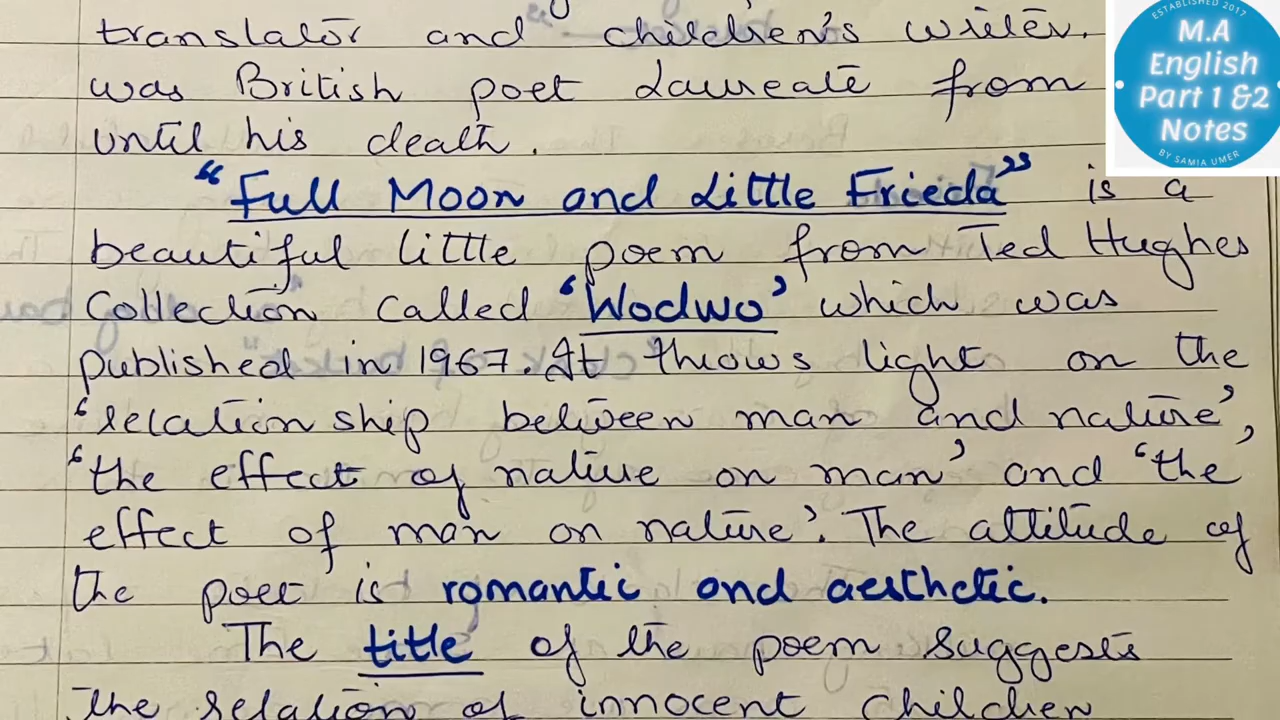 translator and children's writer.
was British poet Laureate from
until his death.
"Full Moon and Little Frieda" is a
beautiful little poem from Ted Hughes
Collection called 'Wodwo' which was
published in 1967. It throws light on the
'relation ship between man and nature',
'the effect of nature on man' and 'the
effect of man on nature'. The attitude of
the poet is romantic and aesthetic.
The title of the poem suggests
the relation of innocent children
ESTABLISHED 2017
M.A
English
Part 1 &2
Notes
BY SAMIA UMER